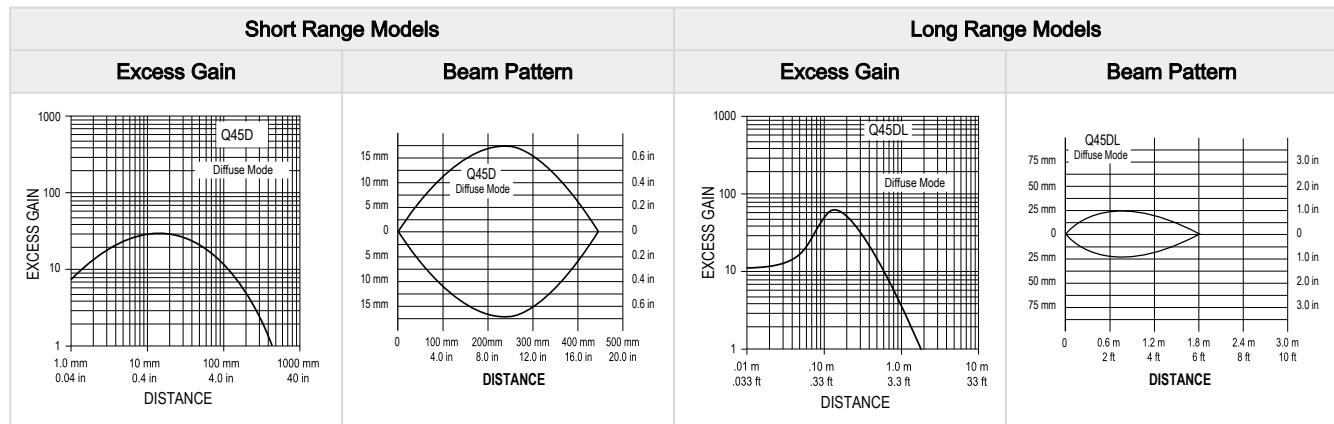 Short Range Models
Long Range Models
Excess Gain
Beam Pattern
Excess Gain
Beam Pattern
1000
100
10
1
EXCESS GAIN
Q45D
Diffuse Mode
1.0 mm 10 mm 100 mm 1000 mm
0.04 in 0.4 in 4.0 in 40 in
DISTANCE
15 mm
10 mm
5 mm
0
5 mm
10 mm
15 mm
Q45D
Diffuse Mode
0.6 in
0.4 in
0.2 in
0
0.2 in
0.4 in
0.6 in
0 100 mm 200mm 300 mm 400 mm 500 mm
4.0 in 8.0 in 12.0 in 16.0 in 20.0 in
DISTANCE
1000
100
10
1
EXCESS GAIN
Q45DL
Diffuse Mode
.01 m .10 m 1.0 m 10 m
.033 ft .33 ft 3.3 ft 33 ft
DISTANCE
75 mm
50 mm
25 mm
0
25 mm
50 mm
75 mm
Q45DL
Diffuse Mode
3.0 in
2.0 in
1.0 in
0
1.0 in
2.0 in
3.0 in
0 0.6 m 1.2 m 1.8 m 2.4 m 3.0 m
2 ft 4 ft 6 ft 8 ft 10 ft
DISTANCE